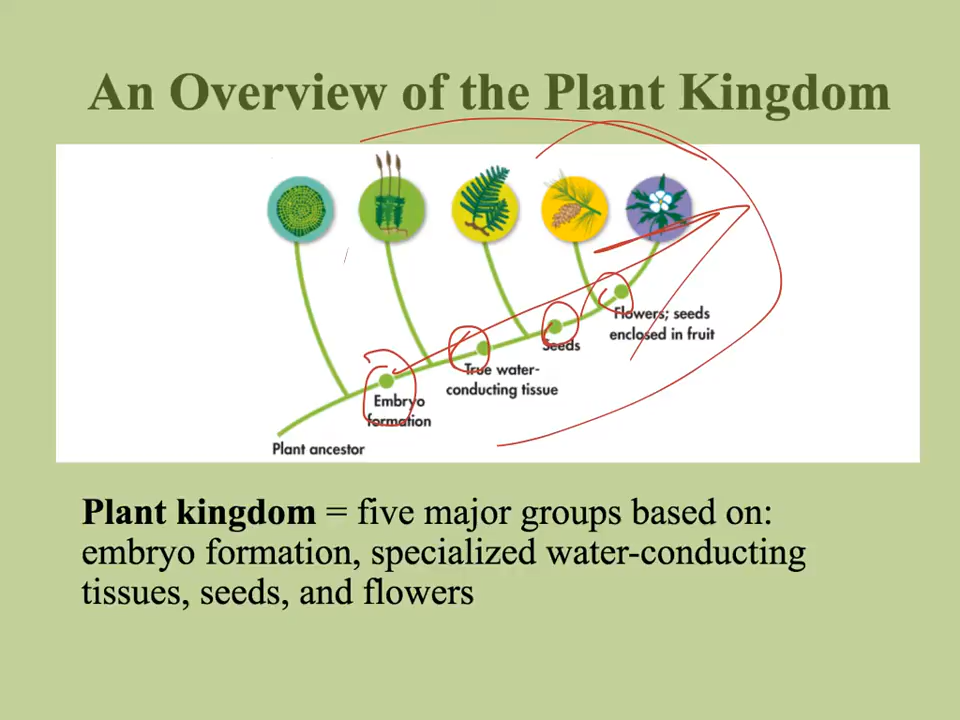 An Overview of the Plant Kingdom
Flowers; seeds
enclosed in fruit
Seeds
True water-
conducting tissue
Embryo
formation
Plant ancestor
Plant kingdom = five major groups based on:
embryo formation, specialized water-conducting
tissues, seeds, and flowers